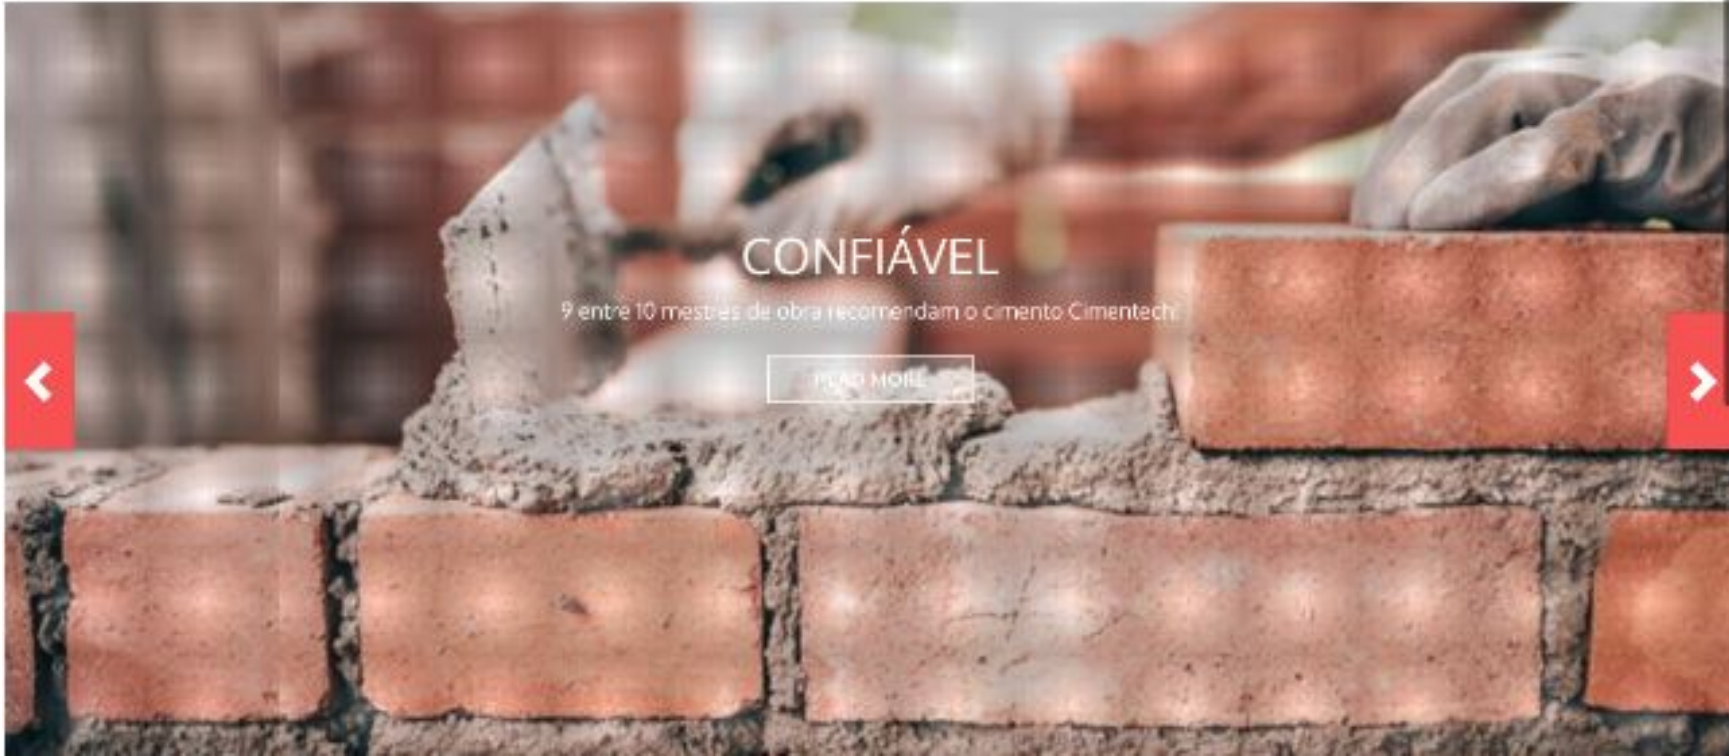 CONFIÁVEL
9 entre 10 mestres de obra recomendam o cimento Cimentech!
READ MORE